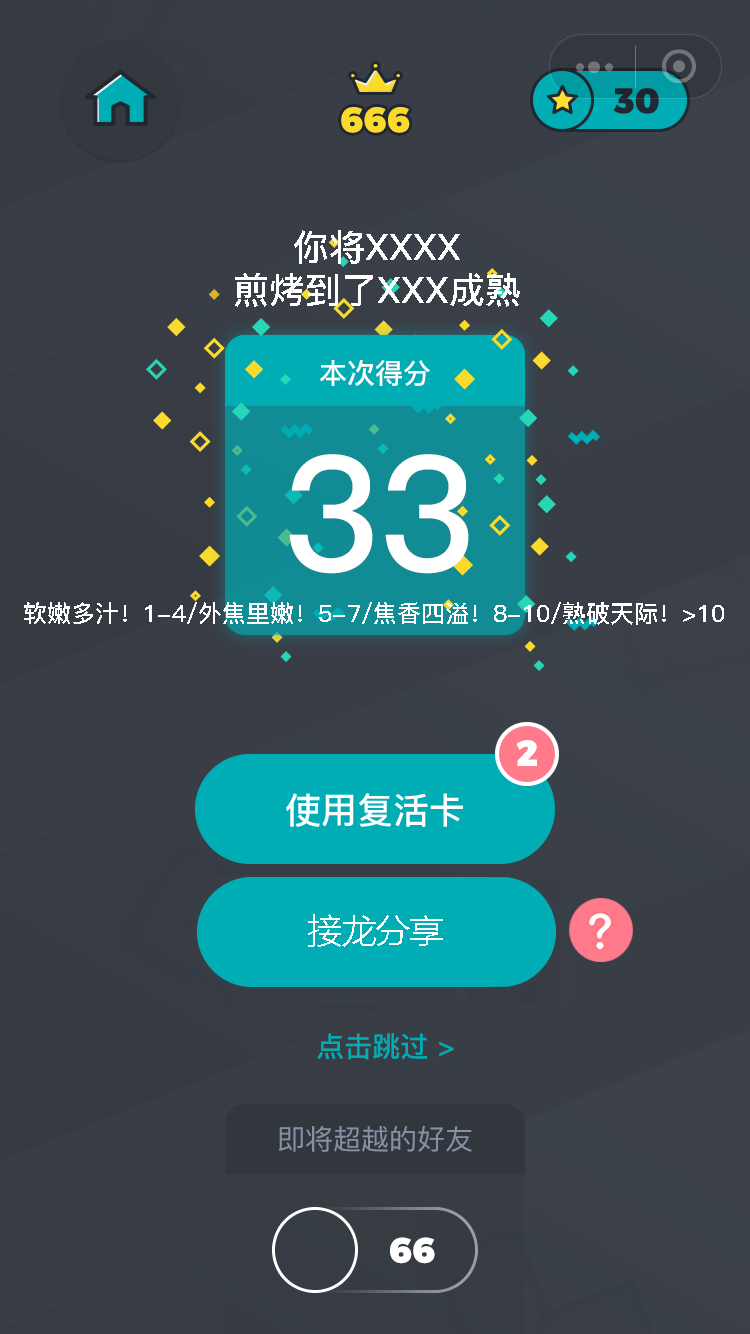 666
30
你将XXXX
煎烤到了XXX成熟
本次得分
33
软嫩多汁！1-4/外焦里嫩！5-7/焦香四溢！8-10/熟破天际！>10
2
使用复活卡
接龙分享
?
点击跳过 >
即将超越的好友
66